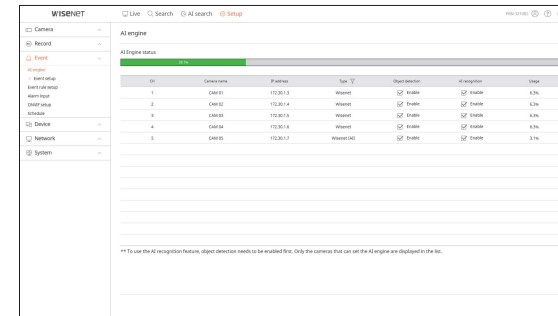 WISENET
Live Search AI search Setup
Camera
Record
Event
AI engine
Event setup
Event rule setup
Alarm input
ONVIF setup
Schedule
Device
Network
System
AI engine
AI Engine status
CH Camera name IP address Type Object detection AI recognition Usage
1 CAM 01 172.30.1.3 Wisenet Enable Enable 6.3%
2 CAM 02 172.30.1.4 Wisenet Enable Enable 6.3%
3 CAM 03 172.30.1.5 Wisenet Enable Enable 6.3%
4 CAM 04 172.30.1.6 Wisenet Enable Enable 6.3%
5 CAM 05 172.30.1.7 Wisenet (AI) Enable Enable 3.1%
** To use the AI recognition feature, object detection needs to be enabled first. Only the cameras that can set the AI engine are displayed in the list.